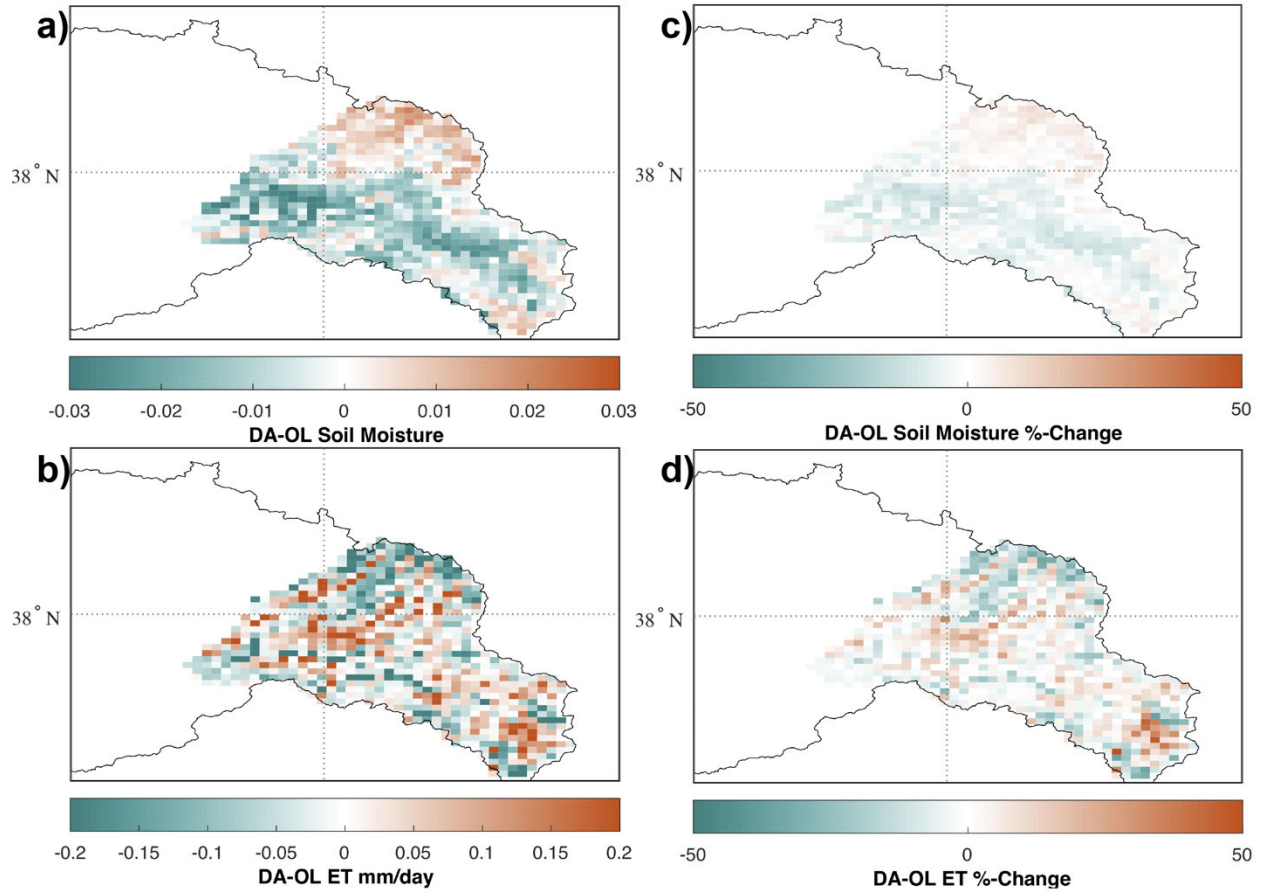 a)
38° N
-0.03 -0.02 -0.01 0 0.01 0.02 0.03
DA-OL Soil Moisture
c)
38° N
-50 0 50
DA-OL Soil Moisture %-Change
b)
38° N
-0.2 -0.15 -0.1 -0.05 0 0.05 0.1 0.15 0.2
DA-OL ET mm/day
d)
38° N
-50 0 50
DA-OL ET %-Change